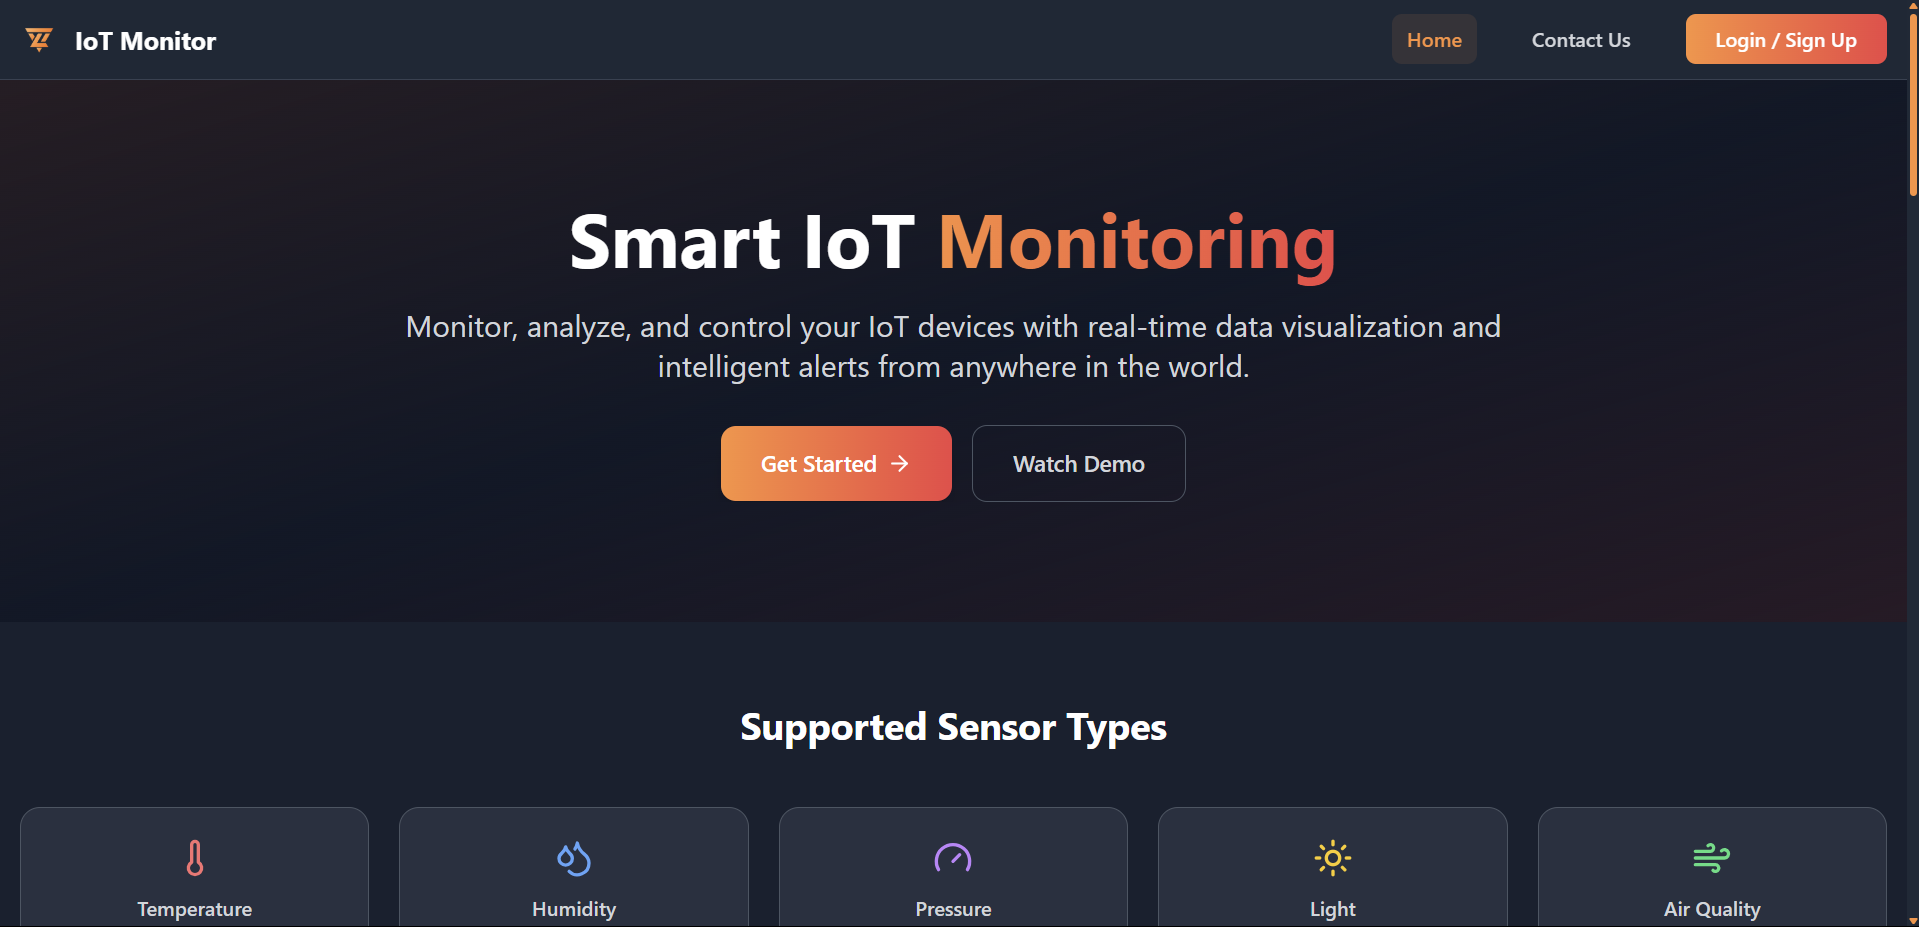 IoT Monitor
Home
Contact Us
Login / Sign Up
Smart IoT Monitoring
Monitor, analyze, and control your IoT devices with real-time data visualization and
intelligent alerts from anywhere in the world.
Get Started
Watch Demo
Supported Sensor Types
Temperature
Humidity
Pressure
Light
Air Quality